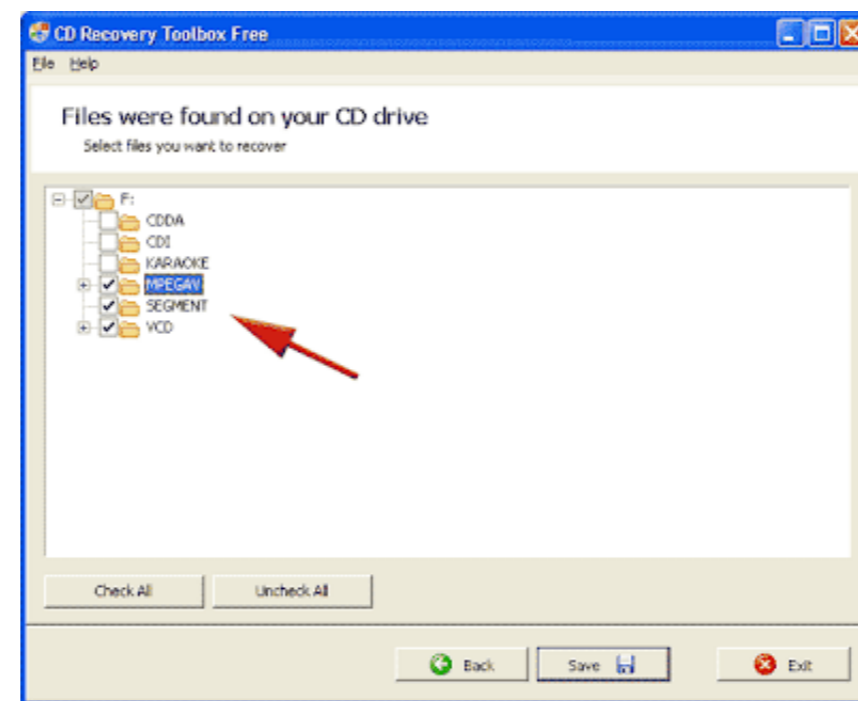 CD Recovery Toolbox Free
File Help
Files were found on your CD drive
Select files you want to recover
F:
CDDA
CDI
KARAOKE
MPEGAV
SEGMENT
VCD
Check All Uncheck All
Back Save Exit